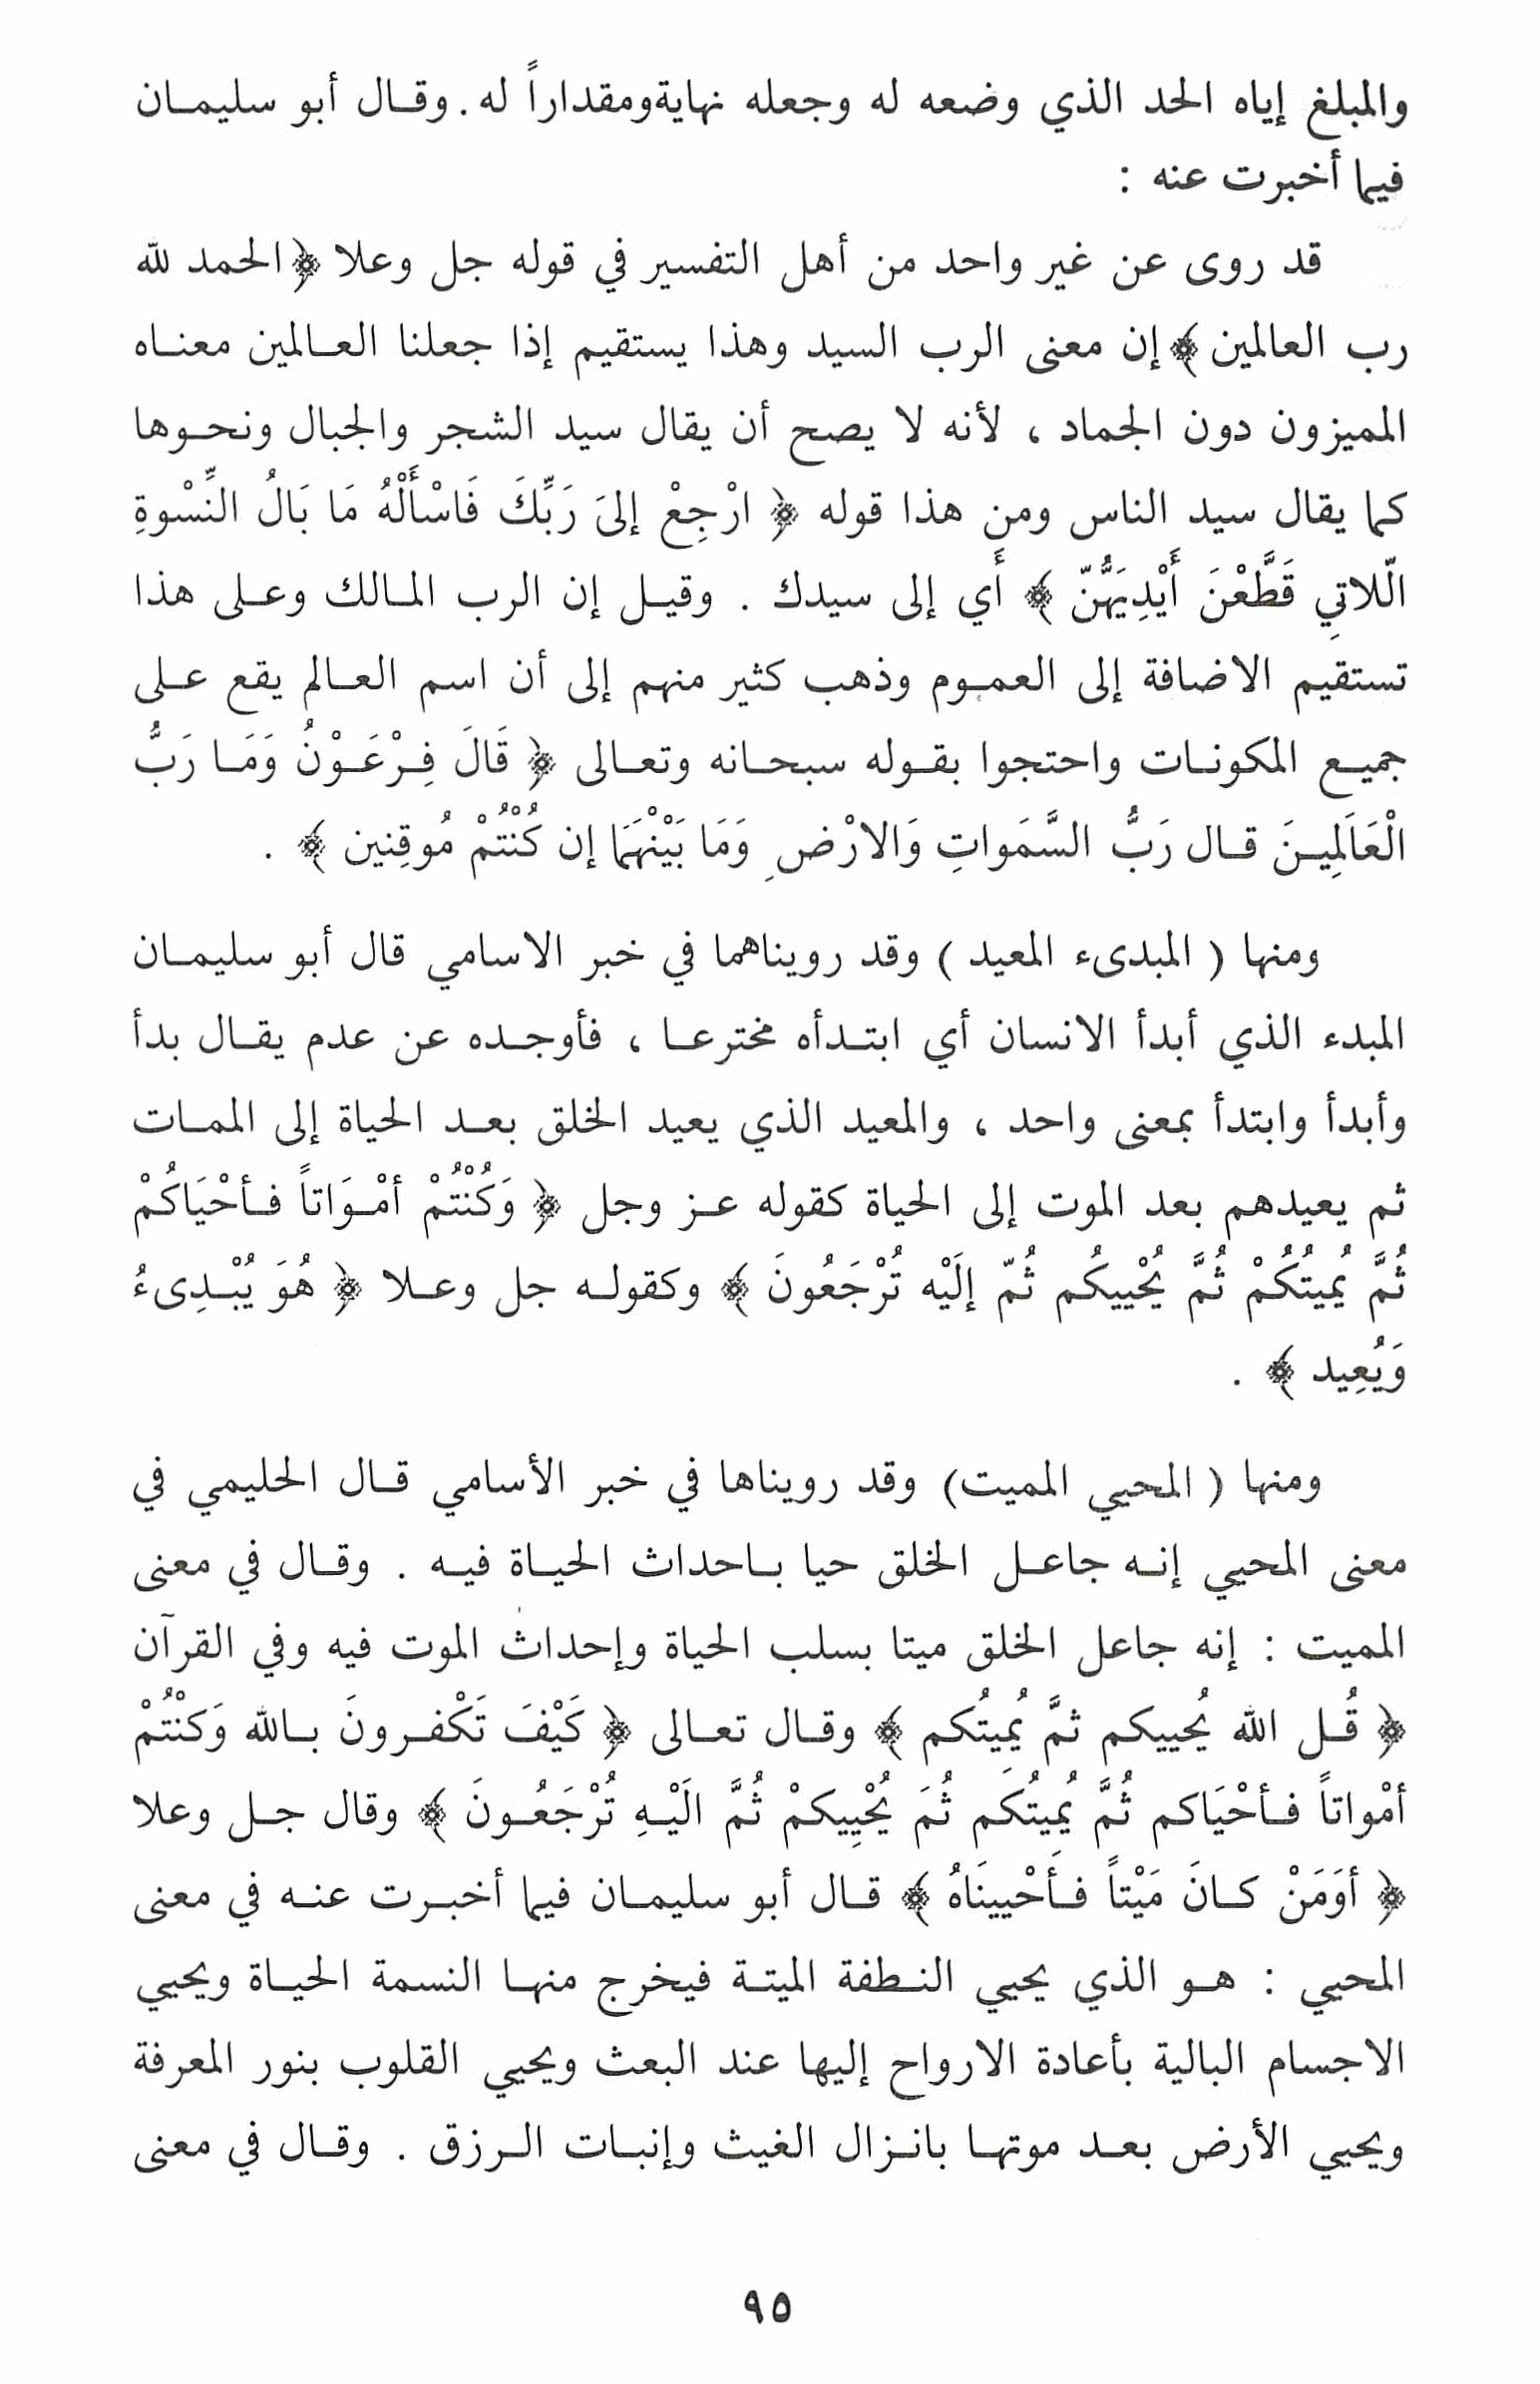 والمبلغ إياه الحد الذي وضعه له وجعله نهاية ومقداراً له. وقال أبو سليمان
فيما أخبرت عنه :
قد روى عن غير واحد من أهل التفسير في قوله جل وعلا ﴿ الحمد لله
رب العالمين ﴾ إن معنى الرب السيد وهذا يستقيم إذا جعلنا العالمين معناه
المميزون دون الجماد ، لأنه لا يصح أن يقال سيد الشجر والجبال ونحوها
كما يقال سيد الناس ومن هذا قوله ﴿ ارْجِعْ إلىَ رَبِّكَ فَاسْأَلْهُ مَا بَالُ النِّسْوةِ
الّلاتِي قَطَّعْنَ أَيْدِيَهُّنّ ﴾ أَي إلى سيدك . وقيل إن الرب المالك وعلى هذا
تستقيم الاضافة إلى العموم وذهب كثير منهم إلى أن اسم العالم يقع على
جميع المكونات واحتجوا بقوله سبحانه وتعالى ﴿ قَالَ فِرْعَوْنُ وَمَا رَبُّ
الْعَالَمِينَ قال رَبُّ السَّمَواتِ وَالارْضِ وَمَا بَيْنْهَمَا إن كُنْتُمْ مُوقِنين ﴾ .
ومنها ( المبدىء المعيد ) وقد رويناهما في خبر الاسامي قال أبو سليمان
المبدء الذي أبدأ الانسان أي ابتدأه مخترعا ، فأوجده عن عدم يقال بدأ
وأبدأ وابتدأ بمعنى واحد ، والمعيد الذي يعيد الخلق بعد الحياة إلى الممات
ثم يعيدهم بعد الموت إلى الحياة كقوله عز وجل ﴿ وَكُنْتُمْ أمْوَاتاً فأحْيَاكُمْ
ثُمَّ يُميتُكُمْ ثُمَّ يُحْييكُم ثُمّ إلَيْه تُرْجَعُونَ ﴾ وكقوله جل وعلا ﴿ هُوَ يُبْدِىءُ
وَيُعِيد ﴾ .
ومنها ( المحيي المميت) وقد رويناها في خبر الأسامي قال الحليمي في
معنى المحيي إنه جاعل الخلق حيا باحداث الحياة فيه . وقال في معنى
المميت : إنه جاعل الخلق ميتا بسلب الحياة وإحداث الموت فيه وفي القرآن
﴿ قُل الله يُحييكم ثمَّ يُمِيتُكم ﴾ وقال تعالى ﴿ كَيْفَ تَكْفرونَ بالله وَكنْتُمْ
أمْواتاً فأحْيَاكم ثُمَّ يُمِيتُكَم ثُمَ يُحْيِيكمْ ثُمَّ الَيْهِ تُرْجَعُونَ ﴾ وقال جل وعلا
﴿ أوَمَنْ كانَ مَيْتاً فأَحْيينَاهُ ﴾ قال أبو سليمان فيما أخبرت عنه في معنى
المحيي : هو الذي يحيي النطفة الميتة فيخرج منها النسمة الحياة ويحيي
الاجسام البالية بأعادة الارواح إليها عند البعث ويحيي القلوب بنور المعرفة
ويحيي الأرض بعد موتها بانزال الغيث وإنبات الرزق . وقال في معنى
٩٥